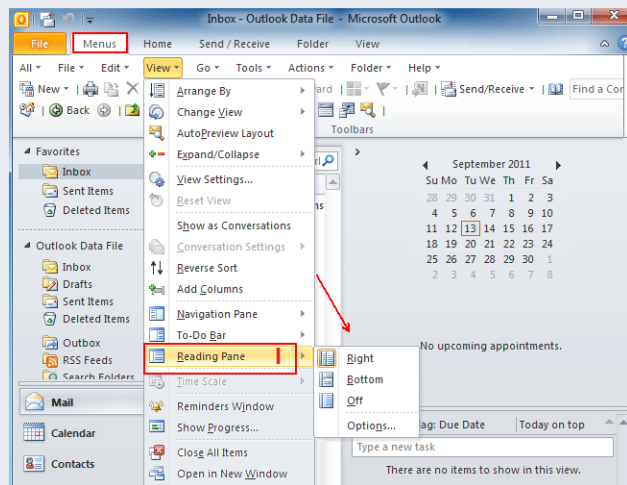 Inbox - Outlook Data File - Microsoft Outlook
File Menus Home Send / Receive Folder View
All File Edit View Go Tools Actions Folder Help
New Send/Receive Find a Cor
Back
Toolbars
Arrange By
Change View
AutoPreview Layout
Expand/Collapse
View Settings...
Reset View
Show as Conversations
Conversation Settings
Reverse Sort
Add Columns
Navigation Pane
To-Do Bar
Reading Pane
Time Scale
Reminders Window
Show Progress...
Close All Items
Open in New Window
Right
Bottom
Off
Options...
Favorites
Inbox
Sent Items
Deleted Items
Outlook Data File
Inbox
Drafts
Sent Items
Deleted Items
Outbox
RSS Feeds
Search Folders
Mail
Calendar
Contacts
September 2011
Su Mo Tu We Th Fr Sa
28 29 30 31 1 2 3
4 5 6 7 8 9 10
11 12 13 14 15 16 17
18 19 20 21 22 23 24
25 26 27 28 29 30 1
2 3 4 5 6 7 8
No upcoming appointments.
ag: Due Date Today on top
Type a new task
There are no items to show in this view.